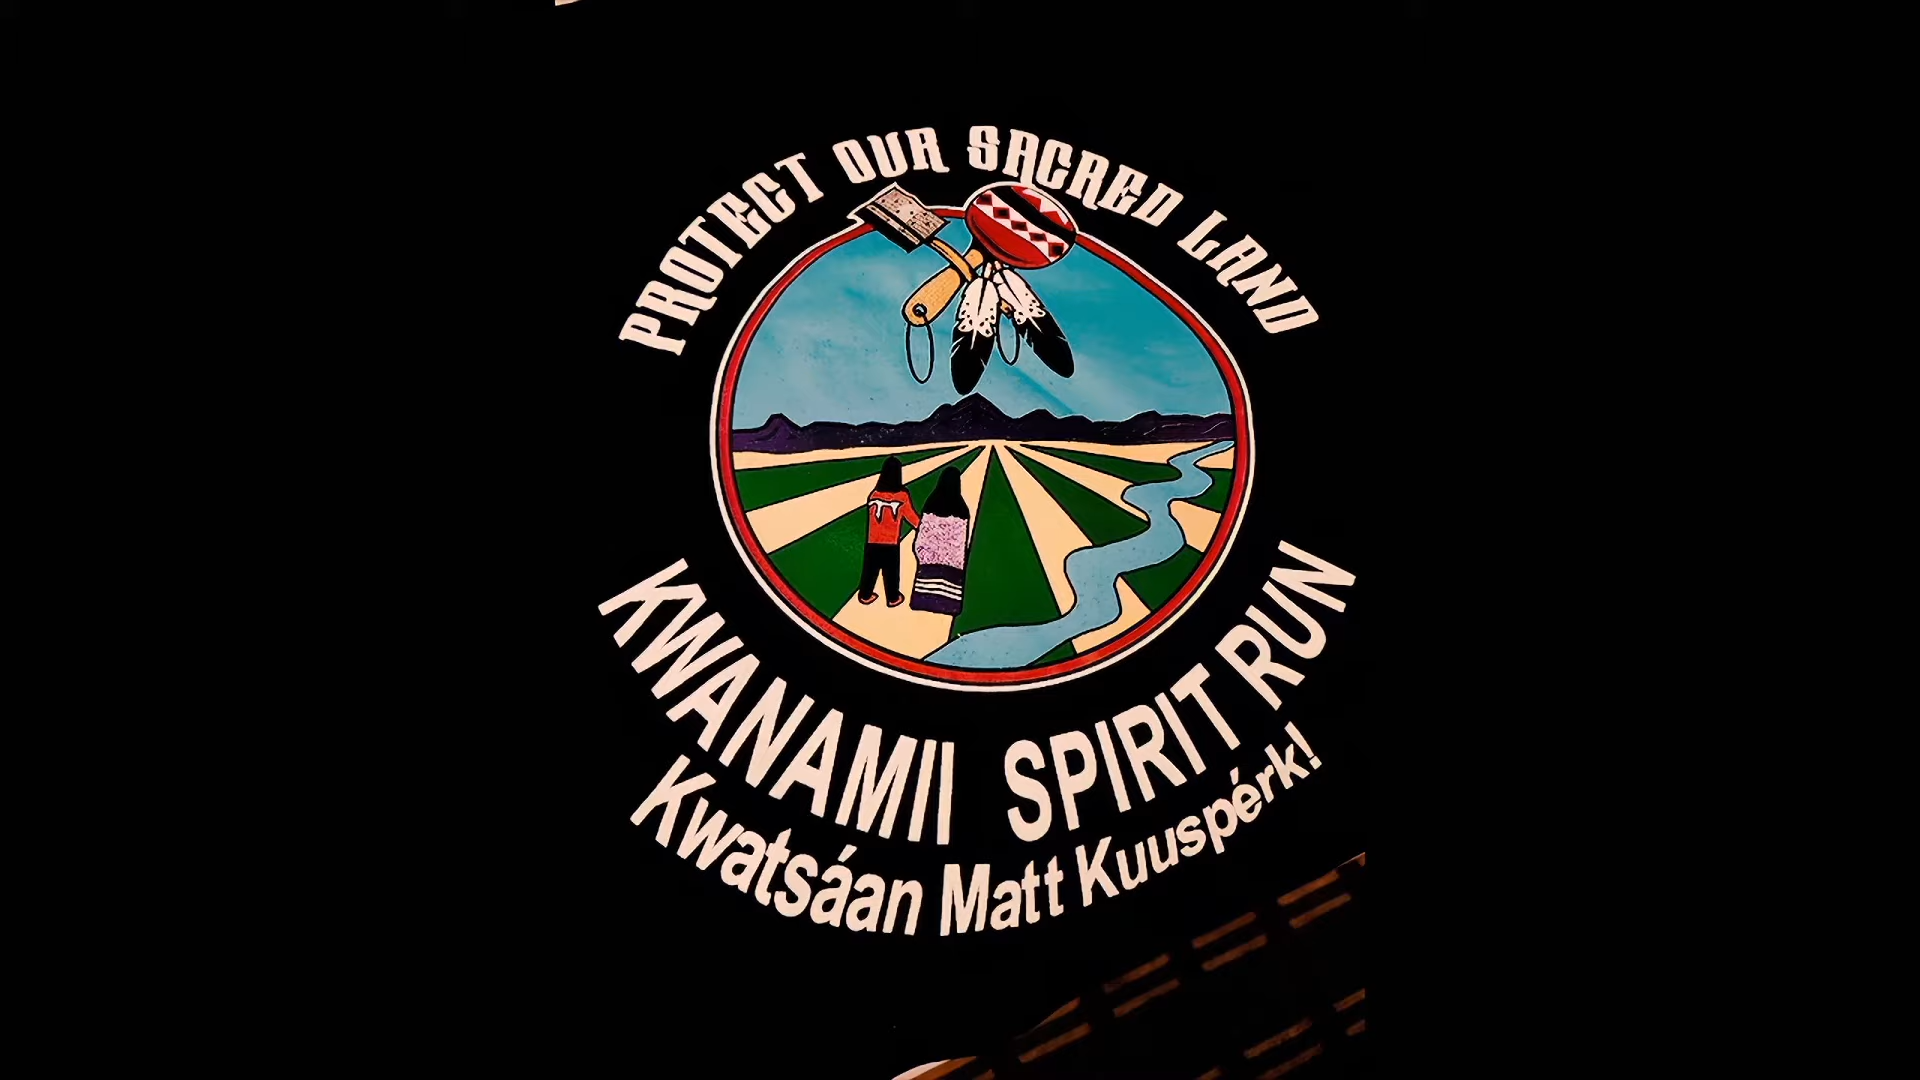 PROTECT OUR SACRED LAND
KWANAMII SPIRIT RUN
Kwatsáan Matt Kuuspérk!